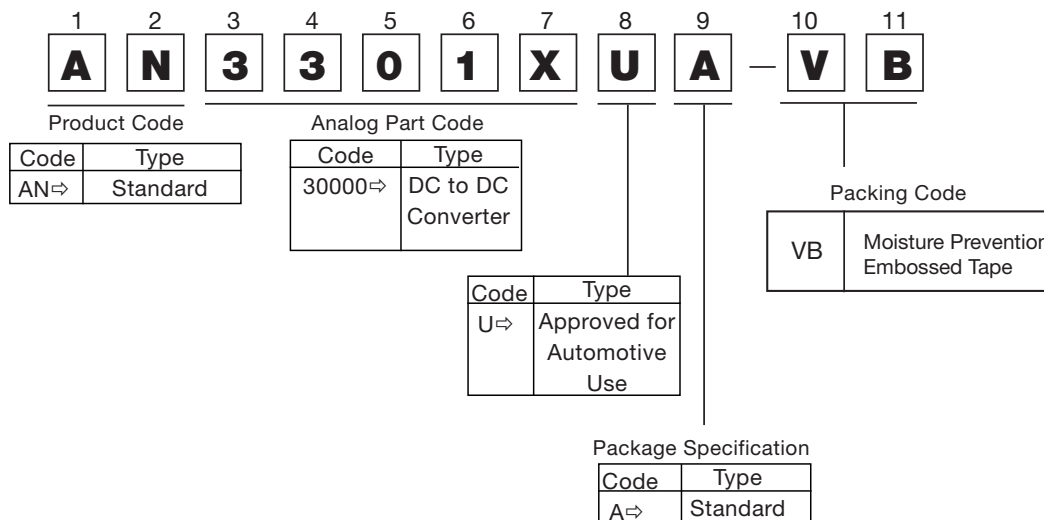 1 2 3 4 5 6 7 8 9 10 11
A N 3 3 0 1 X U A – V B
Product Code
Code Type
AN⇨ Standard
Analog Part Code
Code Type
30000⇨ DC to DC
Converter
Packing Code
VB Moisture Prevention
Embossed Tape
Code Type
U⇨ Approved for
Automotive
Use
Package Specification
Code Type
A⇨ Standard